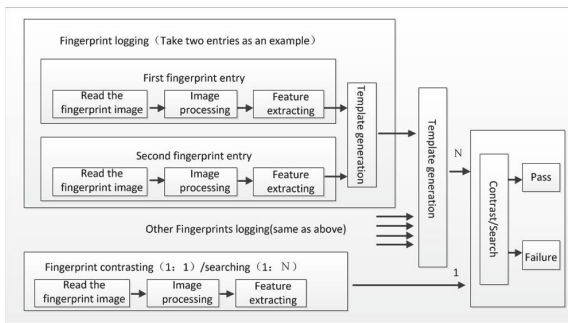 Fingerprint logging（Take two entries as an example）
First fingerprint entry
Read the
fingerprint image
Image
processing
Feature
extracting
Second fingerprint entry
Read the
fingerprint image
Image
processing
Feature
extracting
Template generation
Template generation
Other Fingerprints logging(same as above)
N
1
Contrast/Search
Pass
Failure
Fingerprint contrasting（1：1）/searching（1：N）
Read the
fingerprint image
Image
processing
Feature
extracting